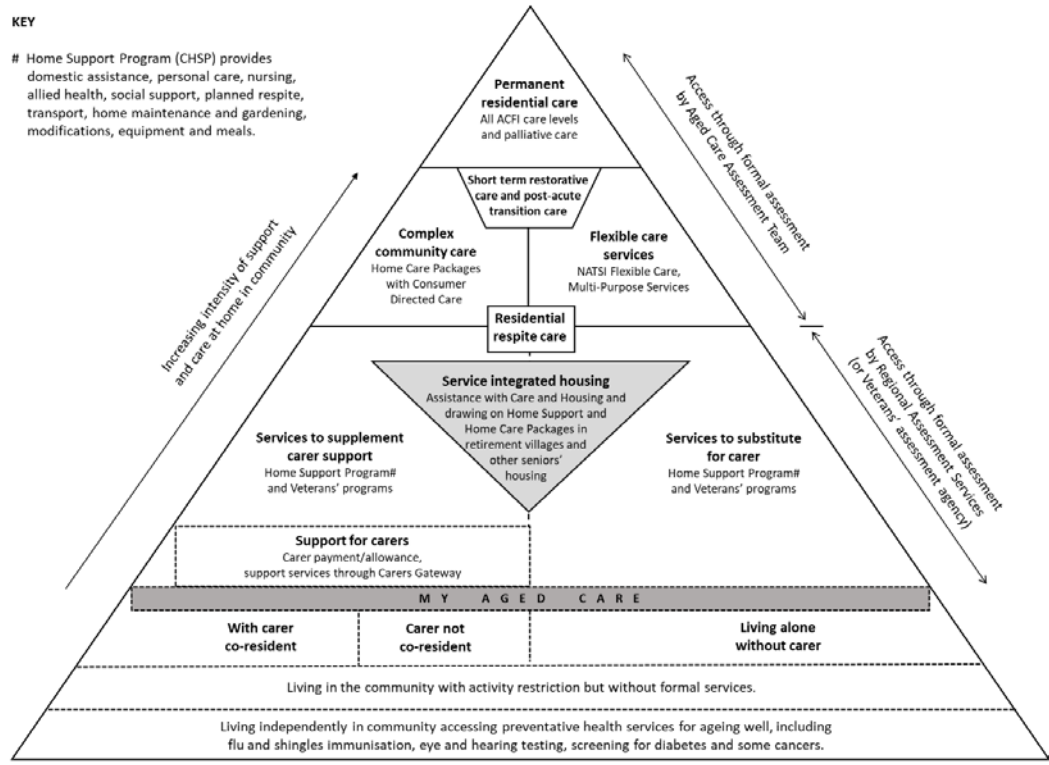 KEY
# Home Support Program (CHSP) provides
domestic assistance, personal care, nursing,
allied health, social support, planned respite,
transport, home maintenance and gardening,
modifications, equipment and meals.
Permanent
residential care
All ACFI care levels
and palliative care
Access through formal assessment
by Aged Care Assessment Team
Short term restorative
care and post-acute
transition care
Increasing intensity of support
and care at home in community
Complex
community care
Home Care Packages
with Consumer
Directed Care
Flexible care
services
NATSI Flexible Care,
Multi-Purpose Services
Residential
respite care
Access through formal assessment
by Regional Assessment Services
(or Veterans’ assessment agency)
Service integrated housing
Assistance with Care and Housing and
drawing on Home Support and
Home Care Packages in
retirement villages and
other seniors’
housing
Services to supplement
carer support
Home Support Program#
and Veterans’ programs
Services to substitute
for carer
Home Support Program#
and Veterans’ programs
Support for carers
Carer payment/allowance,
support services through Carers Gateway
MY AGED CARE
With carer
co-resident
Carer not
co-resident
Living alone
without carer
Living in the community with activity restriction but without formal services.
Living independently in community accessing preventative health services for ageing well, including
flu and shingles immunisation, eye and hearing testing, screening for diabetes and some cancers.